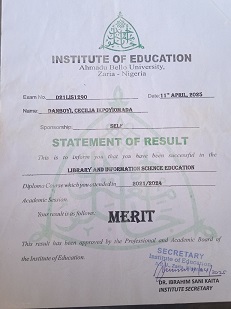 INSTITUTE OF EDUCATION
Ahmadu Bello University,
Zaria - Nigeria
Exam No. D21LIS1290 Date: 11th APRIL, 2025
Name: DANBOYI, CECILIA
Sponsorship: SELF
STATEMENT OF RESULT
This is to inform you that you have been successful in the
LIBRARY AND INFORMATION SCIENCE EDUCATION
Diploma Course which you attended in 2023/2024
Academic Session.
Your result is as follows: MERIT
This result has been approved by the Professional and Academic Board of
the Institute of Education.
SECRETARY
Institute of Education
DR. IBRAHIM SANI KAITA
INSTITUTE SECRETARY